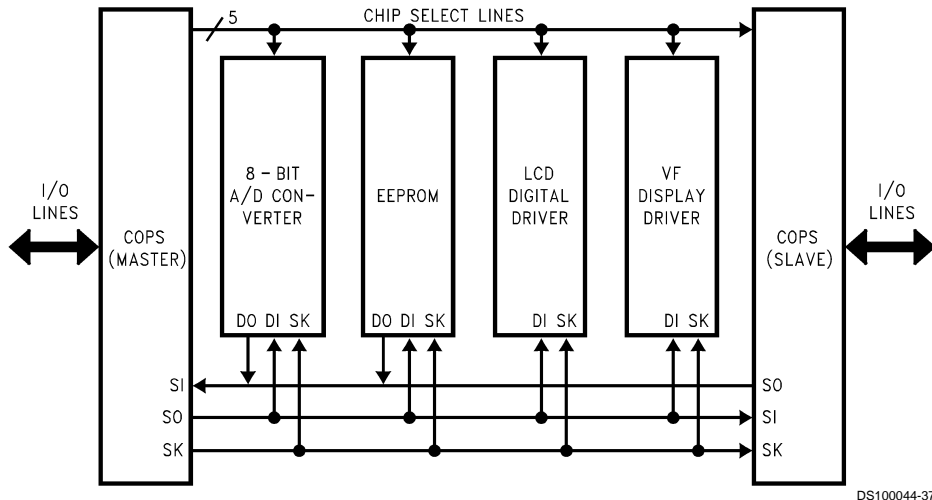 5
CHIP SELECT LINES
I/O
LINES
COPS
(MASTER)
8 - BIT
A/D CON-
VERTER
DO DI SK
EEPROM
DO DI SK
LCD
DIGITAL
DRIVER
DI SK
VF
DISPLAY
DRIVER
DI SK
COPS
(SLAVE)
I/O
LINES
SI
SO
SK
SO
SI
SK
DS100044-37